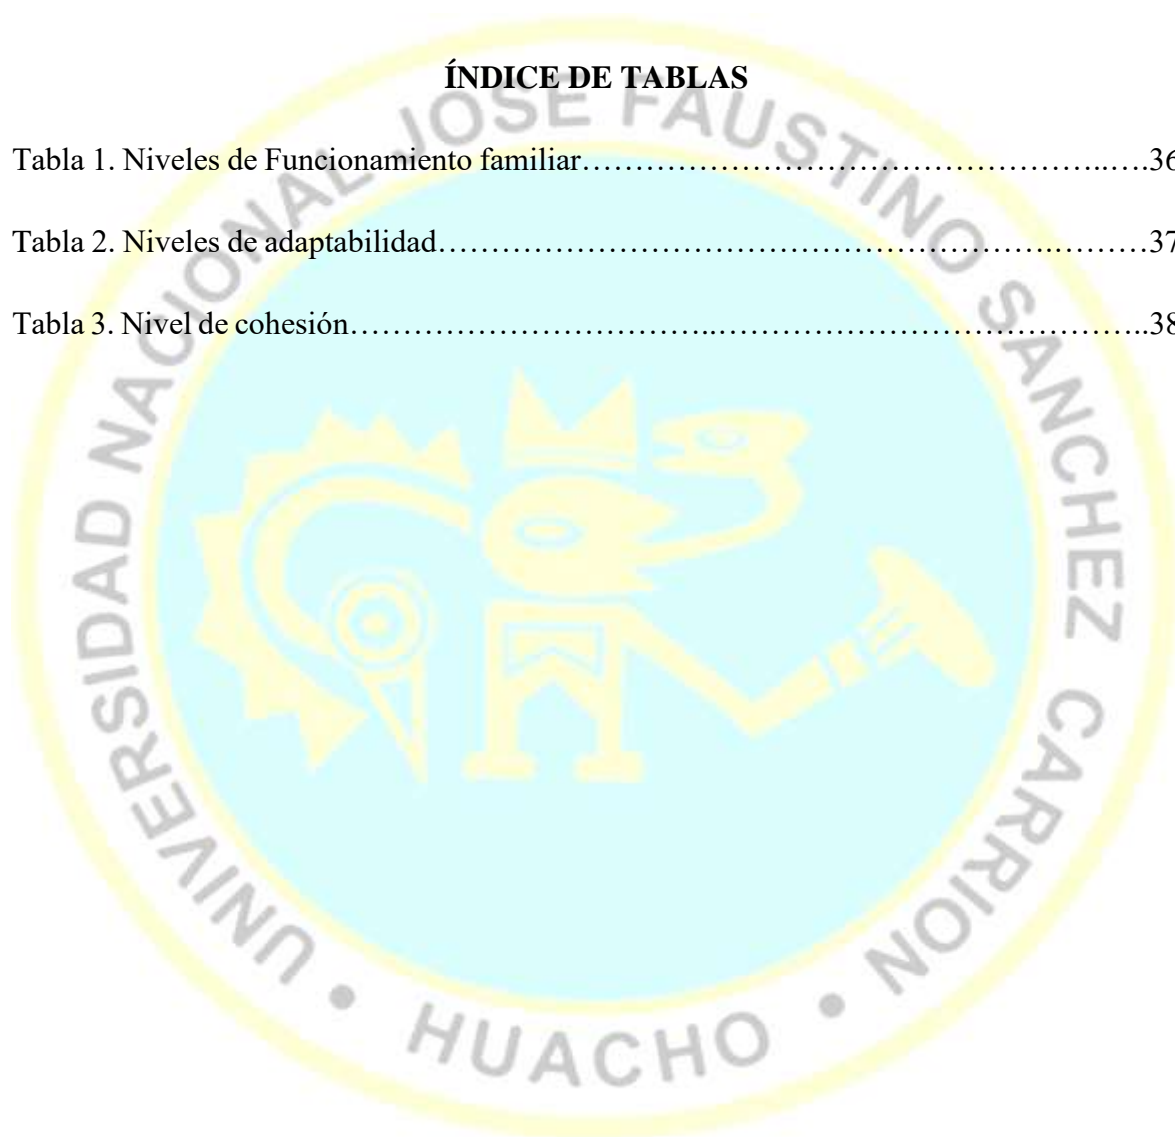 ÍNDICE DE TABLAS
Tabla 1. Niveles de Funcionamiento familiar…………………………………………….….36
Tabla 2. Niveles de adaptabilidad…………………………………………………….………37
Tabla 3. Nivel de cohesión……………………………...…………………………………..38
UNIVERSIDAD NACIONAL JOSE FAUSTINO SANCHEZ CARRION • HUACHO •